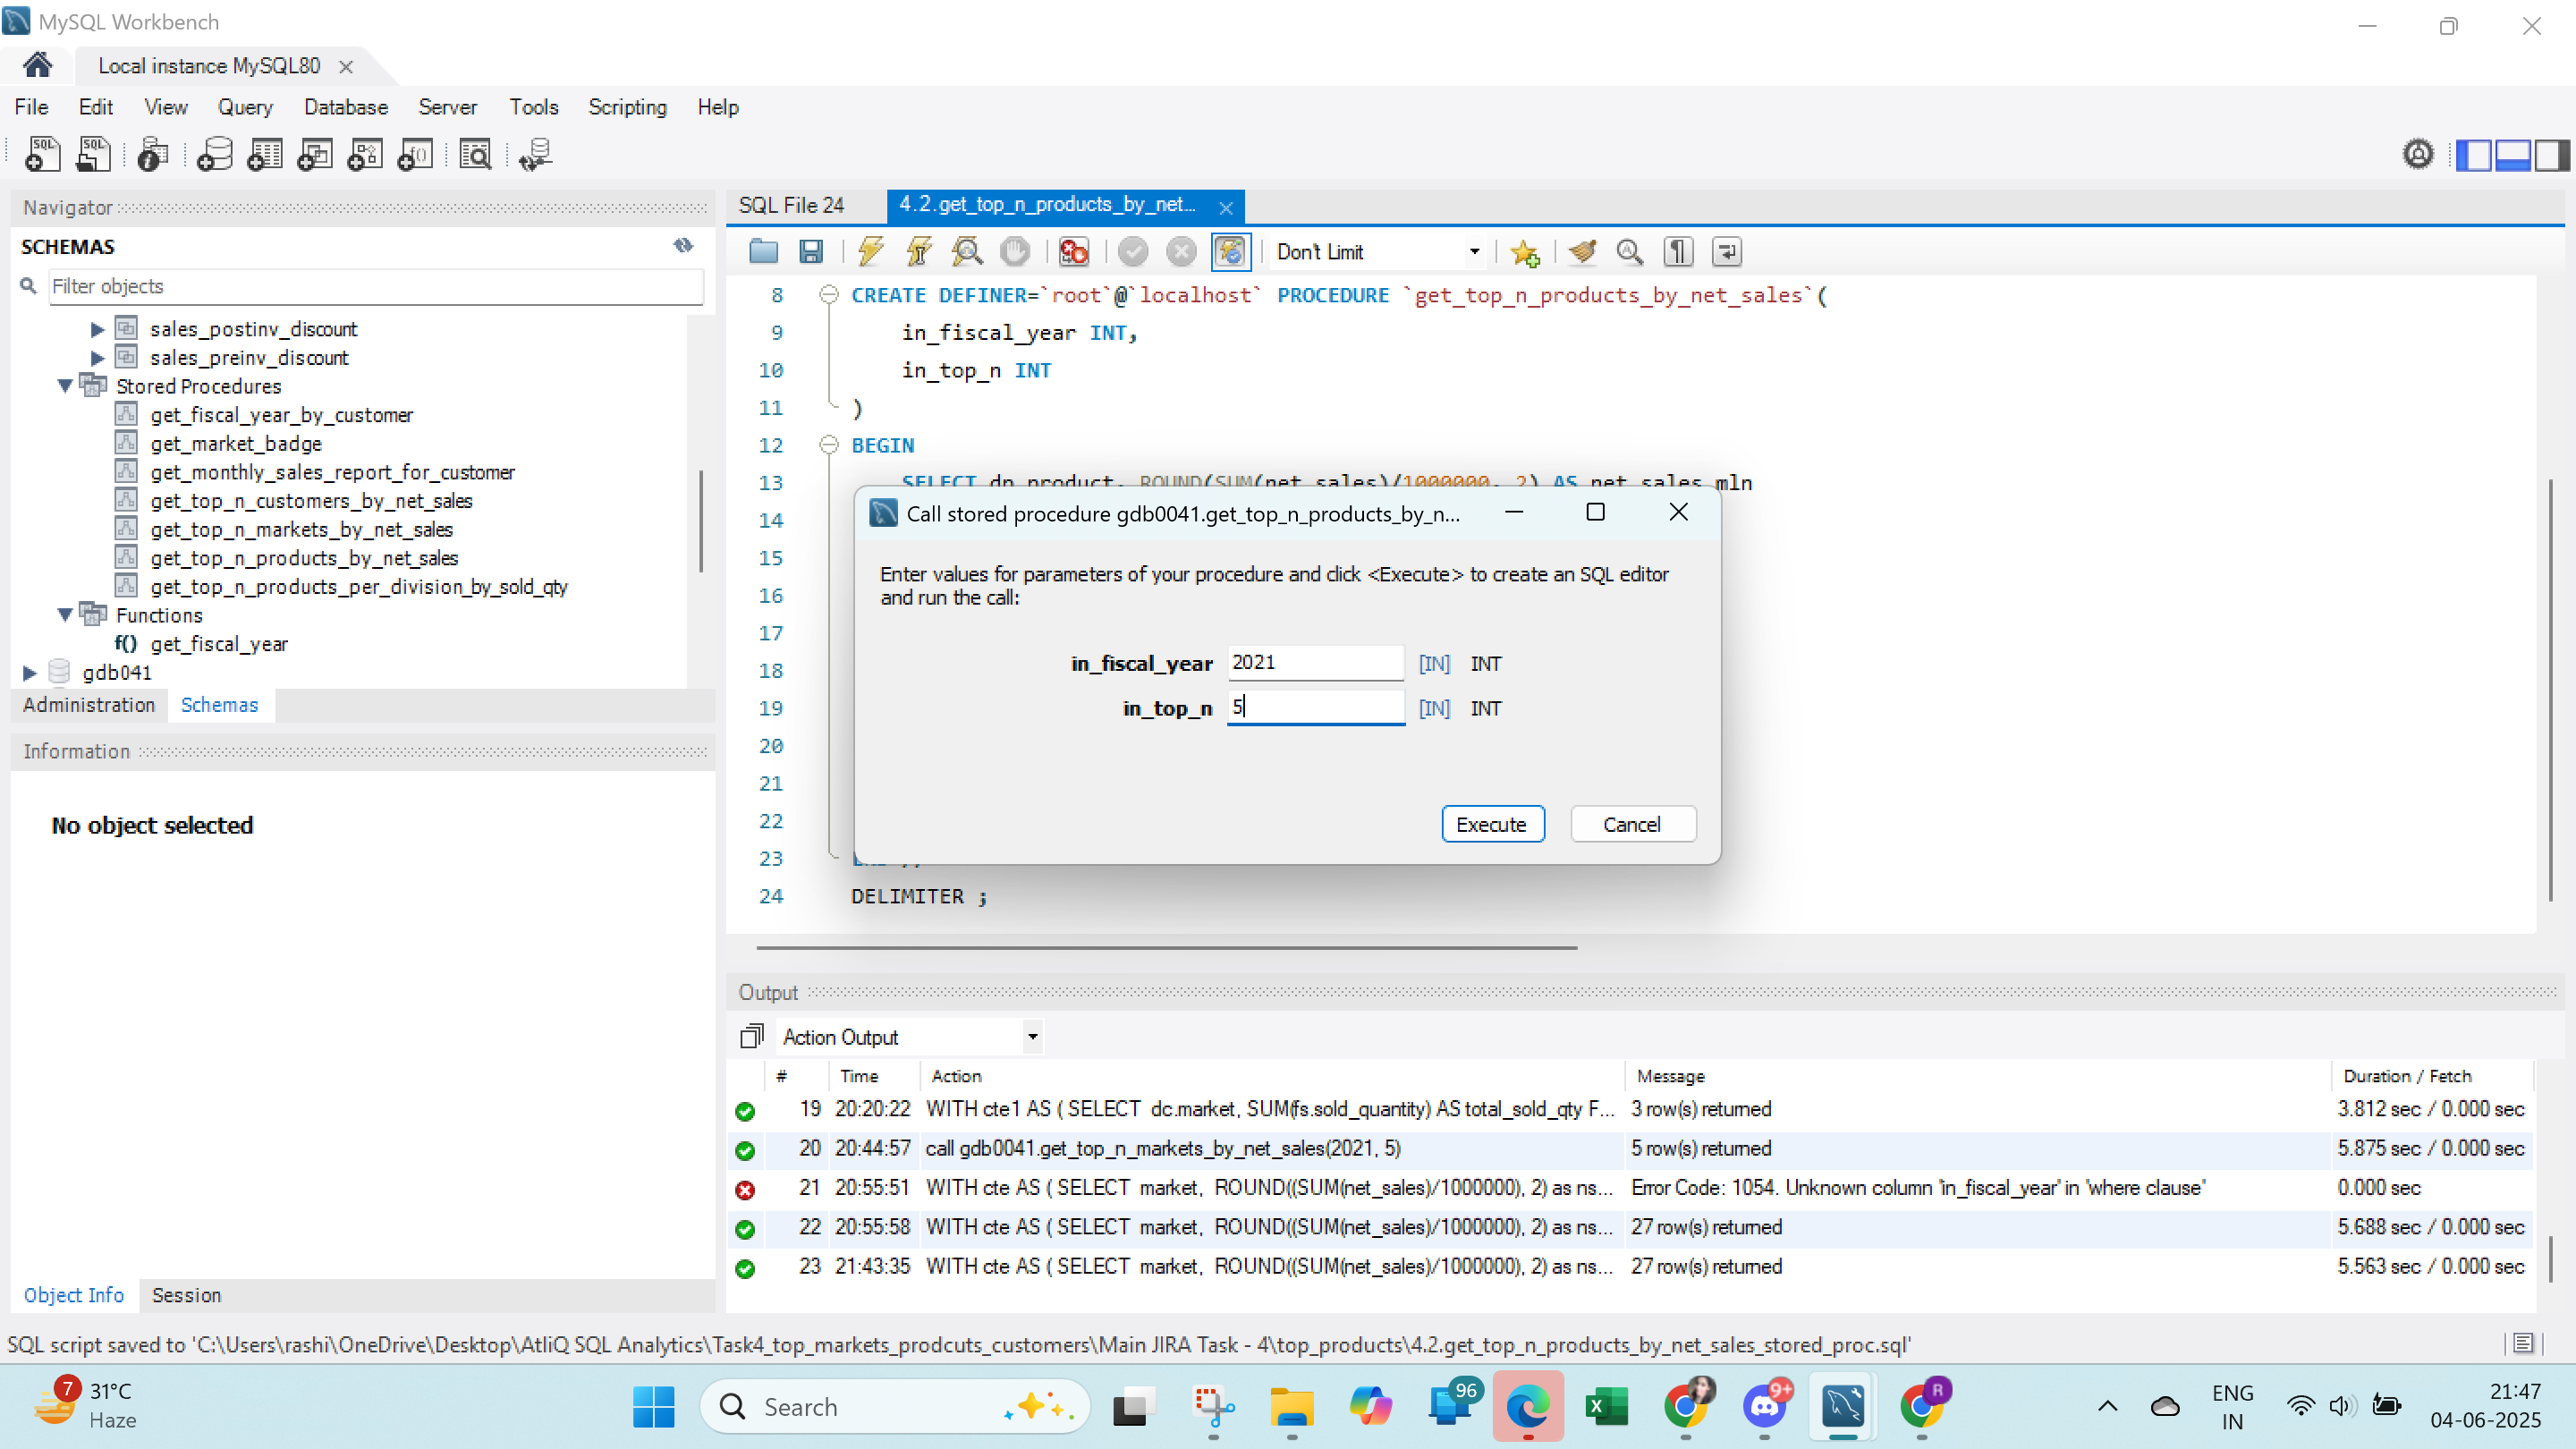 MySQL Workbench
Local instance MySQL80
File Edit View Query Database Server Tools Scripting Help
Navigator
SCHEMAS
Filter objects
sales_postinv_discount
sales_preinv_discount
Stored Procedures
get_fiscal_year_by_customer
get_market_badge
get_monthly_sales_report_for_customer
get_top_n_customers_by_net_sales
get_top_n_markets_by_net_sales
get_top_n_products_by_net_sales
get_top_n_products_per_division_by_sold_qty
Functions
f() get_fiscal_year
gdb041
Administration Schemas
Information
No object selected
Object Info Session
SQL File 24 4.2.get_top_n_products_by_net...
Don't Limit
8 CREATE DEFINER=`root`@`localhost` PROCEDURE `get_top_n_products_by_net_sales`(
9 in_fiscal_year INT,
10 in_top_n INT
11 )
12 BEGIN
13 SELECT dp.product, ROUND(SUM(net_sales)/1000000, 2) AS net_sales_mln
14
15
16
17
18
19
20
21
22
23
24 DELIMITER ;
Call stored procedure gdb0041.get_top_n_products_by_n...
Enter values for parameters of your procedure and click <Execute> to create an SQL editor
and run the call:
in_fiscal_year 2021 [IN] INT
in_top_n 5 [IN] INT
Execute Cancel
Output
Action Output
# Time Action Message Duration / Fetch
19 20:20:22 WITH cte1 AS ( SELECT dc.market, SUM(fs.sold_quantity) AS total_sold_qty F... 3 row(s) returned 3.812 sec / 0.000 sec
20 20:44:57 call gdb0041.get_top_n_markets_by_net_sales(2021, 5) 5 row(s) returned 5.875 sec / 0.000 sec
21 20:55:51 WITH cte AS ( SELECT market, ROUND((SUM(net_sales)/1000000), 2) as ns... Error Code: 1054. Unknown column 'in_fiscal_year' in 'where clause' 0.000 sec
22 20:55:58 WITH cte AS ( SELECT market, ROUND((SUM(net_sales)/1000000), 2) as ns... 27 row(s) returned 5.688 sec / 0.000 sec
23 21:43:35 WITH cte AS ( SELECT market, ROUND((SUM(net_sales)/1000000), 2) as ns... 27 row(s) returned 5.563 sec / 0.000 sec
SQL script saved to 'C:\Users\rashi\OneDrive\Desktop\AtliQ SQL Analytics\Task4_top_markets_prodcuts_customers\Main JIRA Task - 4\top_products\4.2.get_top_n_products_by_net_sales_stored_proc.sql'
7 31°C
Haze
Search
96
9+
R
ENG
IN
21:47
04-06-2025